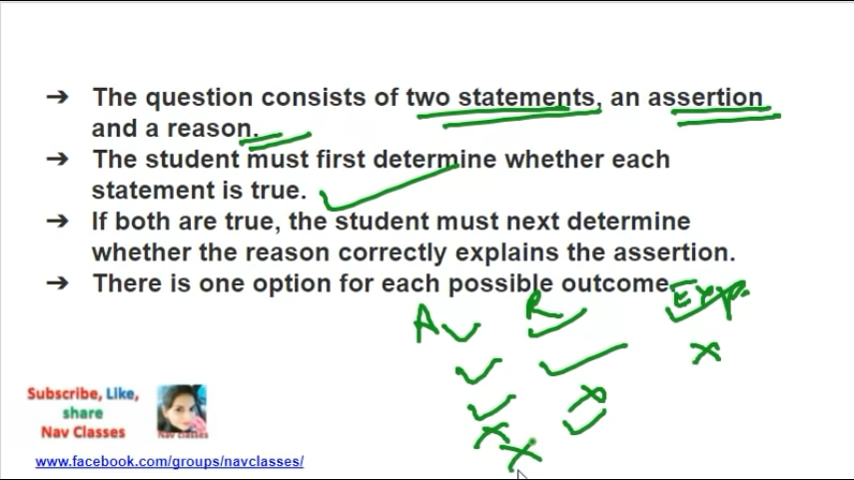 ➔ The question consists of two statements, an assertion
and a reason.
➔ The student must first determine whether each
statement is true.
➔ If both are true, the student must next determine
whether the reason correctly explains the assertion.
➔ There is one option for each possible outcome
A ✓ R ✓ Exp. ✓
✓ ✓ x
✓ x
x ✓
x
Subscribe, Like,
share
Nav Classes
Nav Classes
www.facebook.com/groups/navclasses/